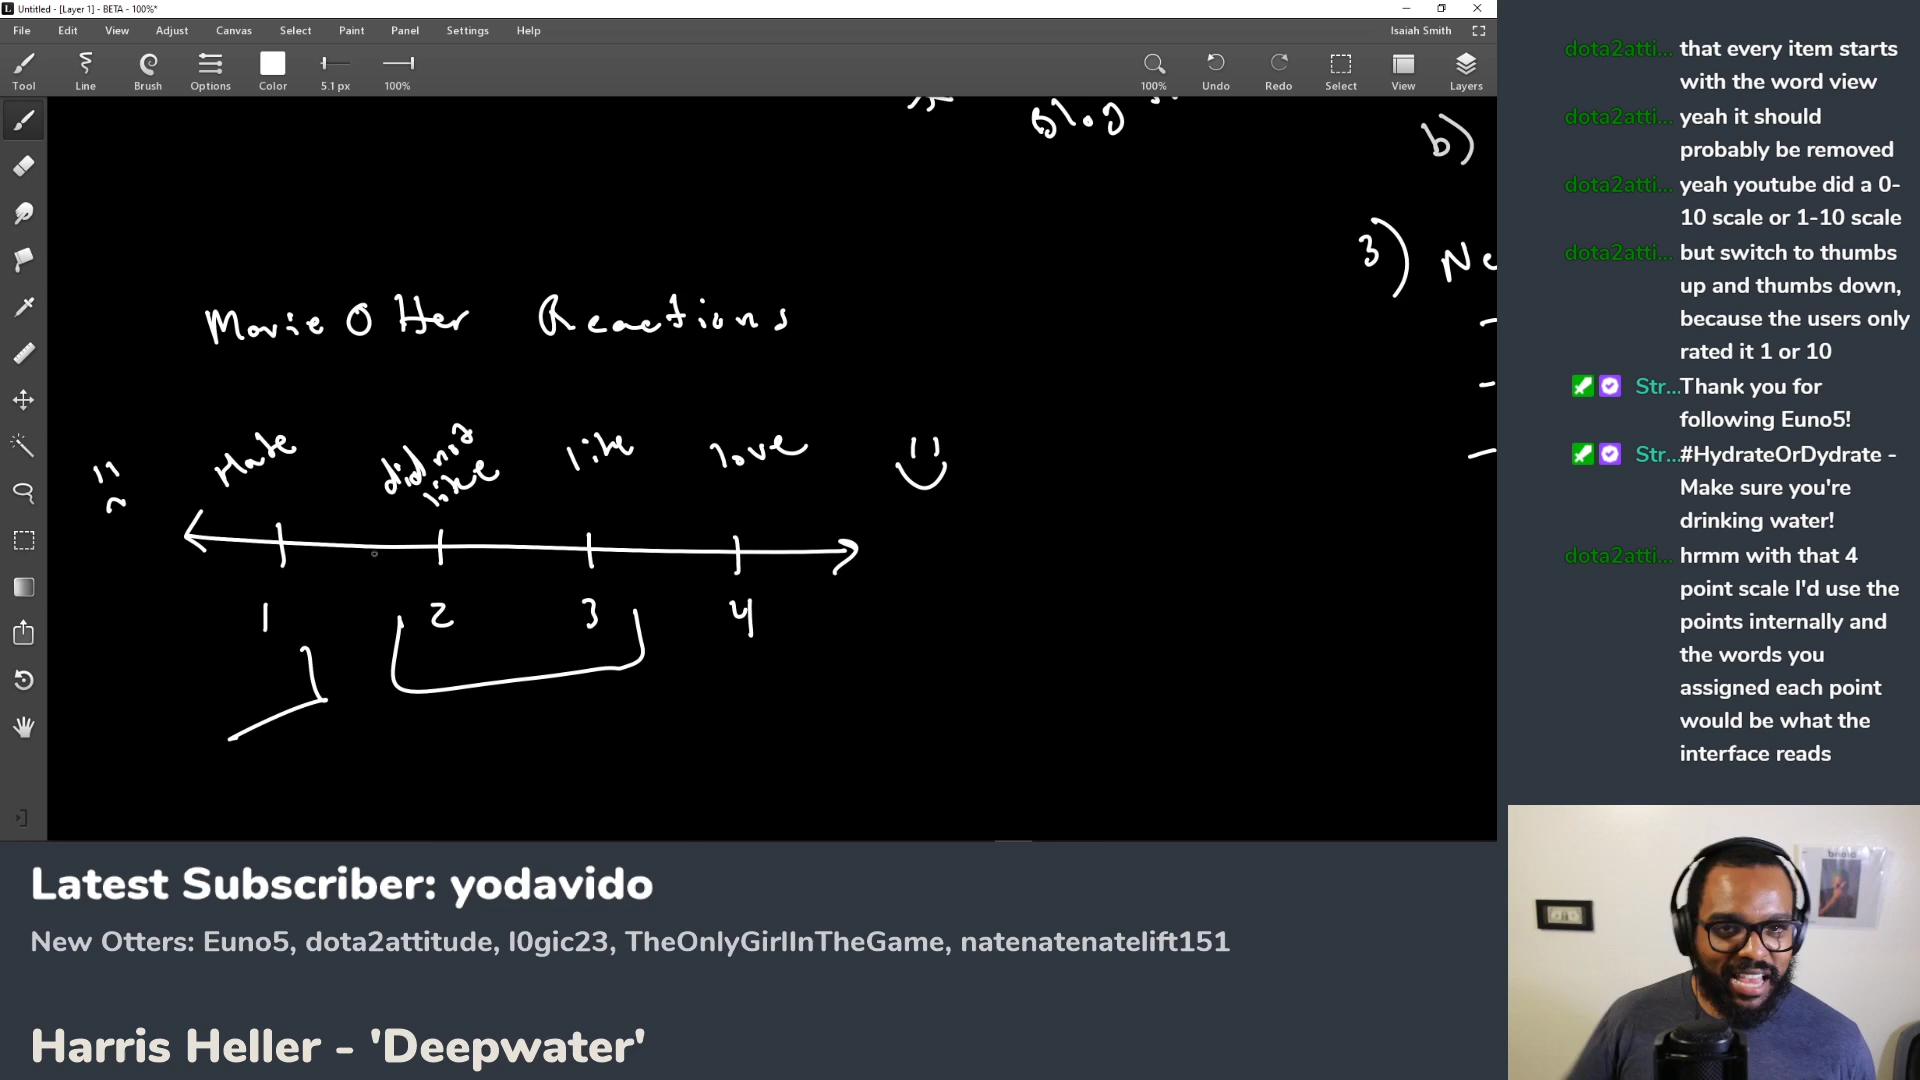 Untitled - [Layer 1] - BETA - 100%*
File Edit View Adjust Canvas Select Paint Panel Settings Help
Isaiah Smith
Tool Line Brush Options Color 5.1 px 100%
100% Undo Redo Select View Layers
Blog
b)
3) Ne
MovieOtter Reactions
Hate did not like like love
1 2 3 4
dota2atti... that every item starts
with the word view
dota2atti... yeah it should
probably be removed
dota2atti... yeah youtube did a 0-
10 scale or 1-10 scale
dota2atti... but switch to thumbs
up and thumbs down,
because the users only
rated it 1 or 10
Str... Thank you for
following Euno5!
Str... #HydrateOrDydrate -
Make sure you're
drinking water!
dota2atti... hrmm with that 4
point scale I'd use the
points internally and
the words you
assigned each point
would be what the
interface reads
Latest Subscriber: yodavido
New Otters: Euno5, dota2attitude, l0gic23, TheOnlyGirlInTheGame, natenatenatelift151
Harris Heller - 'Deepwater'